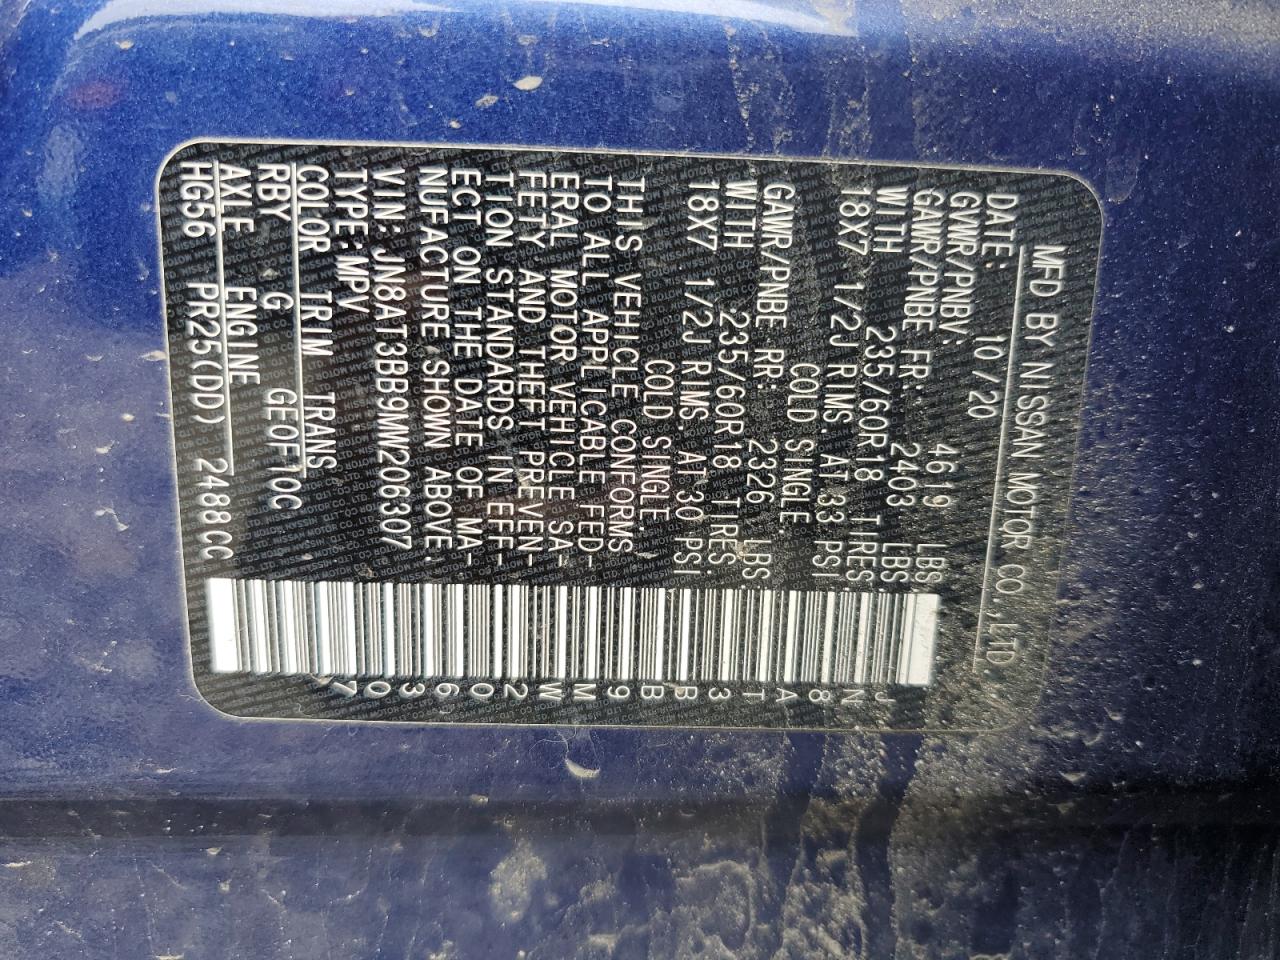 MFD BY NISSAN MOTOR CO.,LTD.
DATE: 10/20
GVWR/PNBV: 4619 LBS.
GAWR/PNBE FR: 2403 LBS.
WITH 235/60R18 TIRES.
18X7 1/2J RIMS. AT 33 PSI
COLD SINGLE
GAWR/PNBE RR: 2326 LBS.
WITH 235/60R18 TIRES.
18X7 1/2J RIMS. AT 30 PSI
COLD SINGLE.
THIS VEHICLE CONFORMS
TO ALL APPLICABLE FED-
ERAL MOTOR VEHICLE SA-
FETY AND THEFT PREVEN-
TION STANDARDS IN EFF-
ECT ON THE DATE OF MA-
NUFACTURE SHOWN ABOVE.
VIN: JN8AT3BB9MW206307
TYPE: MPV
COLOR TRIM TRANS
RBY G GE0F10C
AXLE ENGINE
HG56 PR25(DD) 2488CC
JN8AT3BB9MW206307